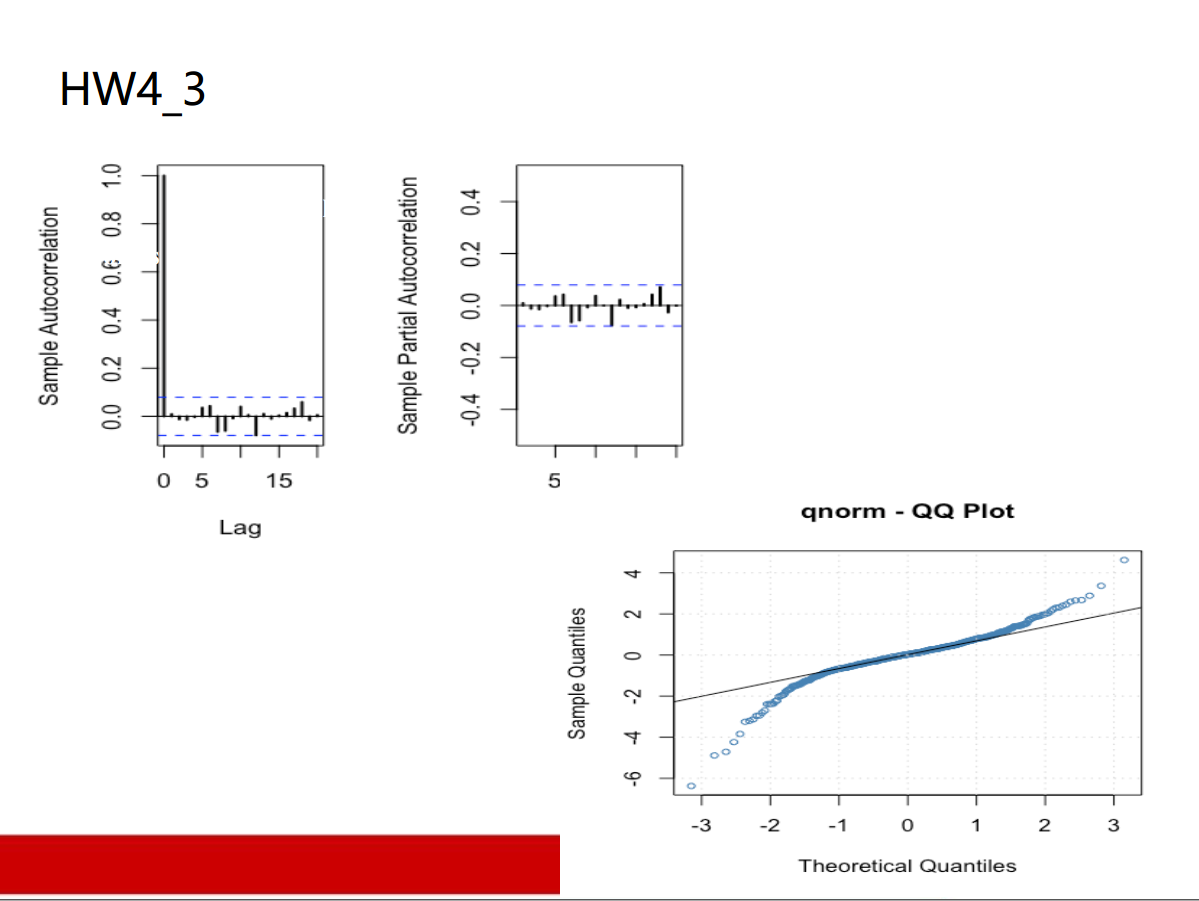 HW4_3
Sample Autocorrelation
1.0
0.8
0.6
0.4
0.2
0.0
0 5 15
Lag
Sample Partial Autocorrelation
0.4
0.2
0.0
-0.2
-0.4
5
qnorm - QQ Plot
Sample Quantiles
4
2
0
-2
-4
-6
-3 -2 -1 0 1 2 3
Theoretical Quantiles